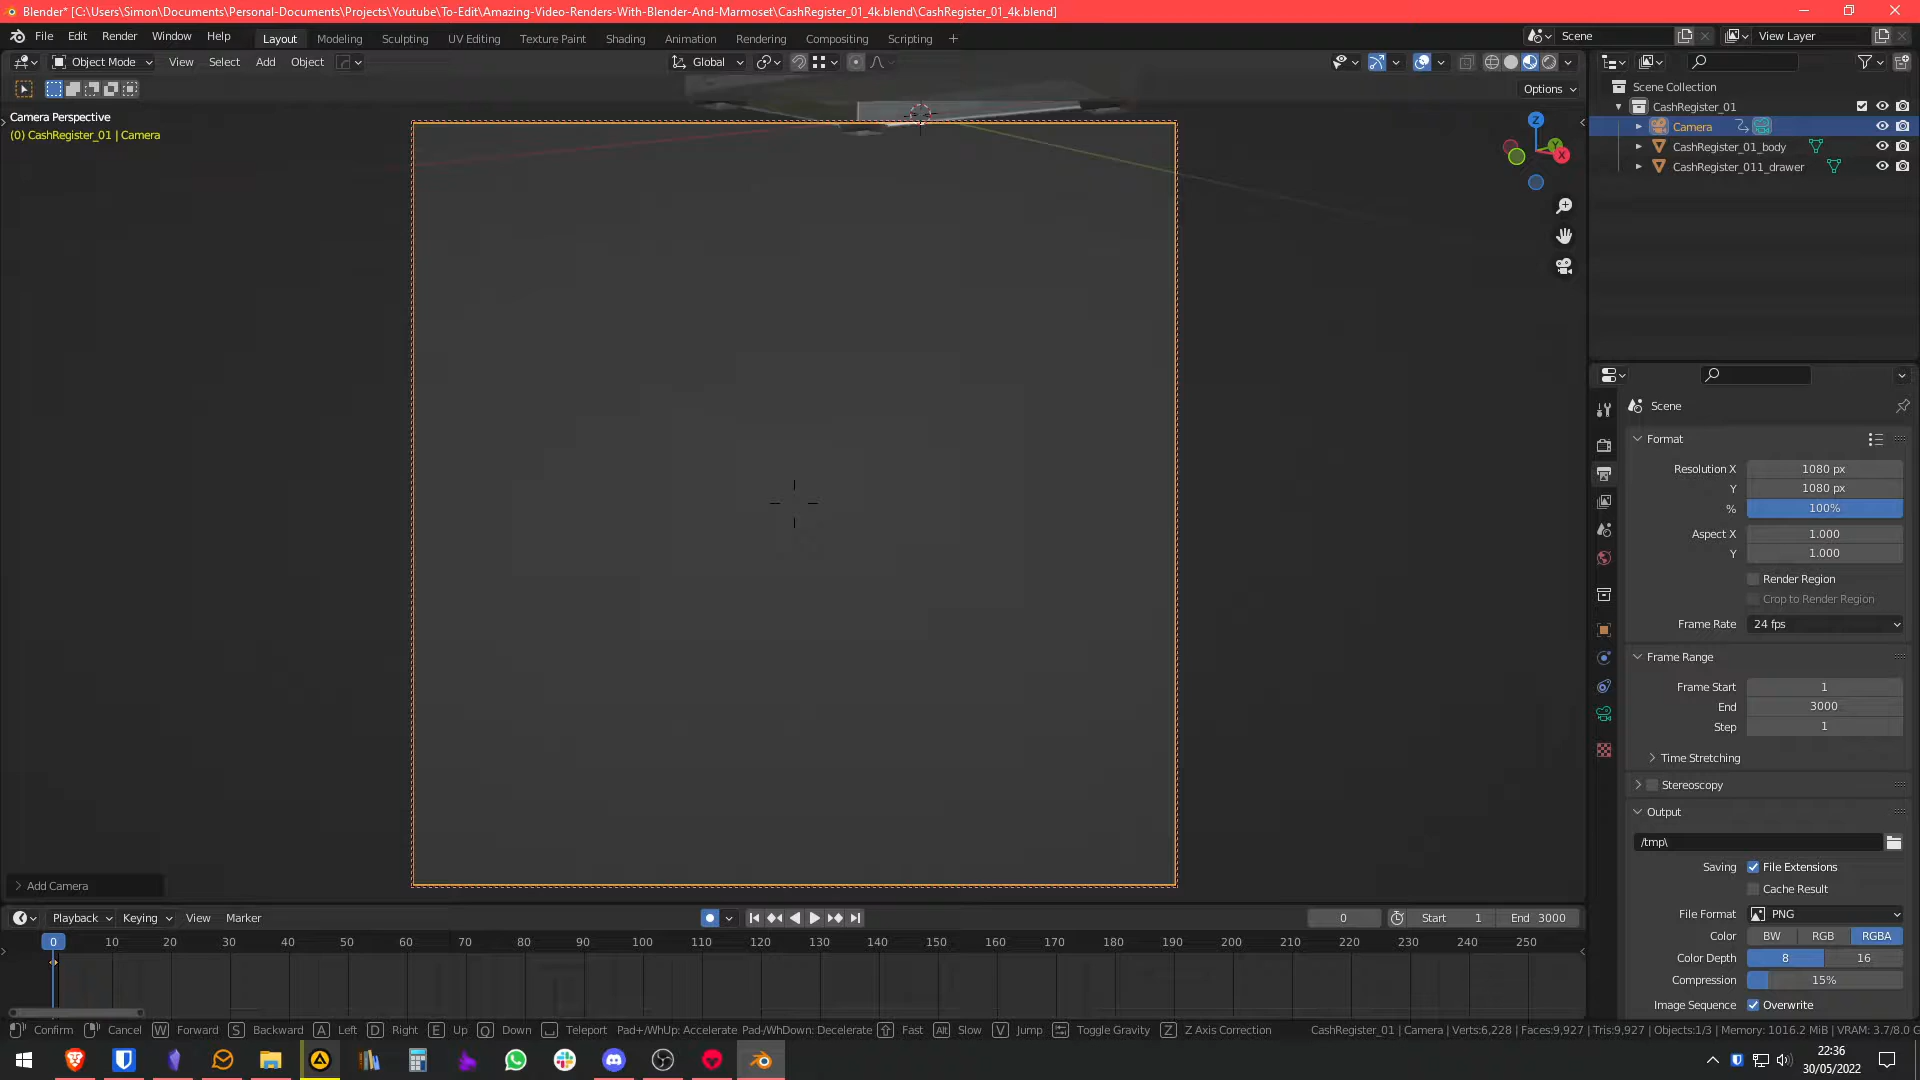 Blender* [C:\Users\Simon\Documents\Personal-Documents\Projects\Youtube\To-Edit\Amazing-Video-Renders-With-Blender-And-Marmoset\CashRegister_01_4k.blend\CashRegister_01_4k.blend]
File Edit Render Window Help Layout Modeling Sculpting UV Editing Texture Paint Shading Animation Rendering Compositing Scripting + Scene View Layer
Object Mode View Select Add Object Global
Options
Camera Perspective
(0) CashRegister_01 | Camera
Z
Y
X
Scene Collection
CashRegister_01
Camera
CashRegister_01_body
CashRegister_011_drawer
Scene
Format
Resolution X 1080 px
Y 1080 px
% 100%
Aspect X 1.000
Y 1.000
Render Region
Crop to Render Region
Frame Rate 24 fps
Frame Range
Frame Start 1
End 3000
Step 1
Time Stretching
Stereoscopy
Output
/tmp\
Saving File Extensions
Cache Result
File Format PNG
Color BW RGB RGBA
Color Depth 8 16
Compression 15%
Image Sequence Overwrite
Add Camera
Playback Keying View Marker 0 Start 1 End 3000
0 10 20 30 40 50 60 70 80 90 100 110 120 130 140 150 160 170 180 190 200 210 220 230 240 250
Confirm Cancel W Forward S Backward A Left D Right E Up Q Down Teleport Pad+/WhUp: Accelerate Pad-/WhDown: Decelerate Fast Alt Slow V Jump Toggle Gravity Z Z Axis Correction CashRegister_01 | Camera | Verts:6,228 | Faces:9,927 | Tris:9,927 | Objects:1/3 | Memory: 1016.2 MiB | VRAM: 3.7/8.0 G
22:36
30/05/2022